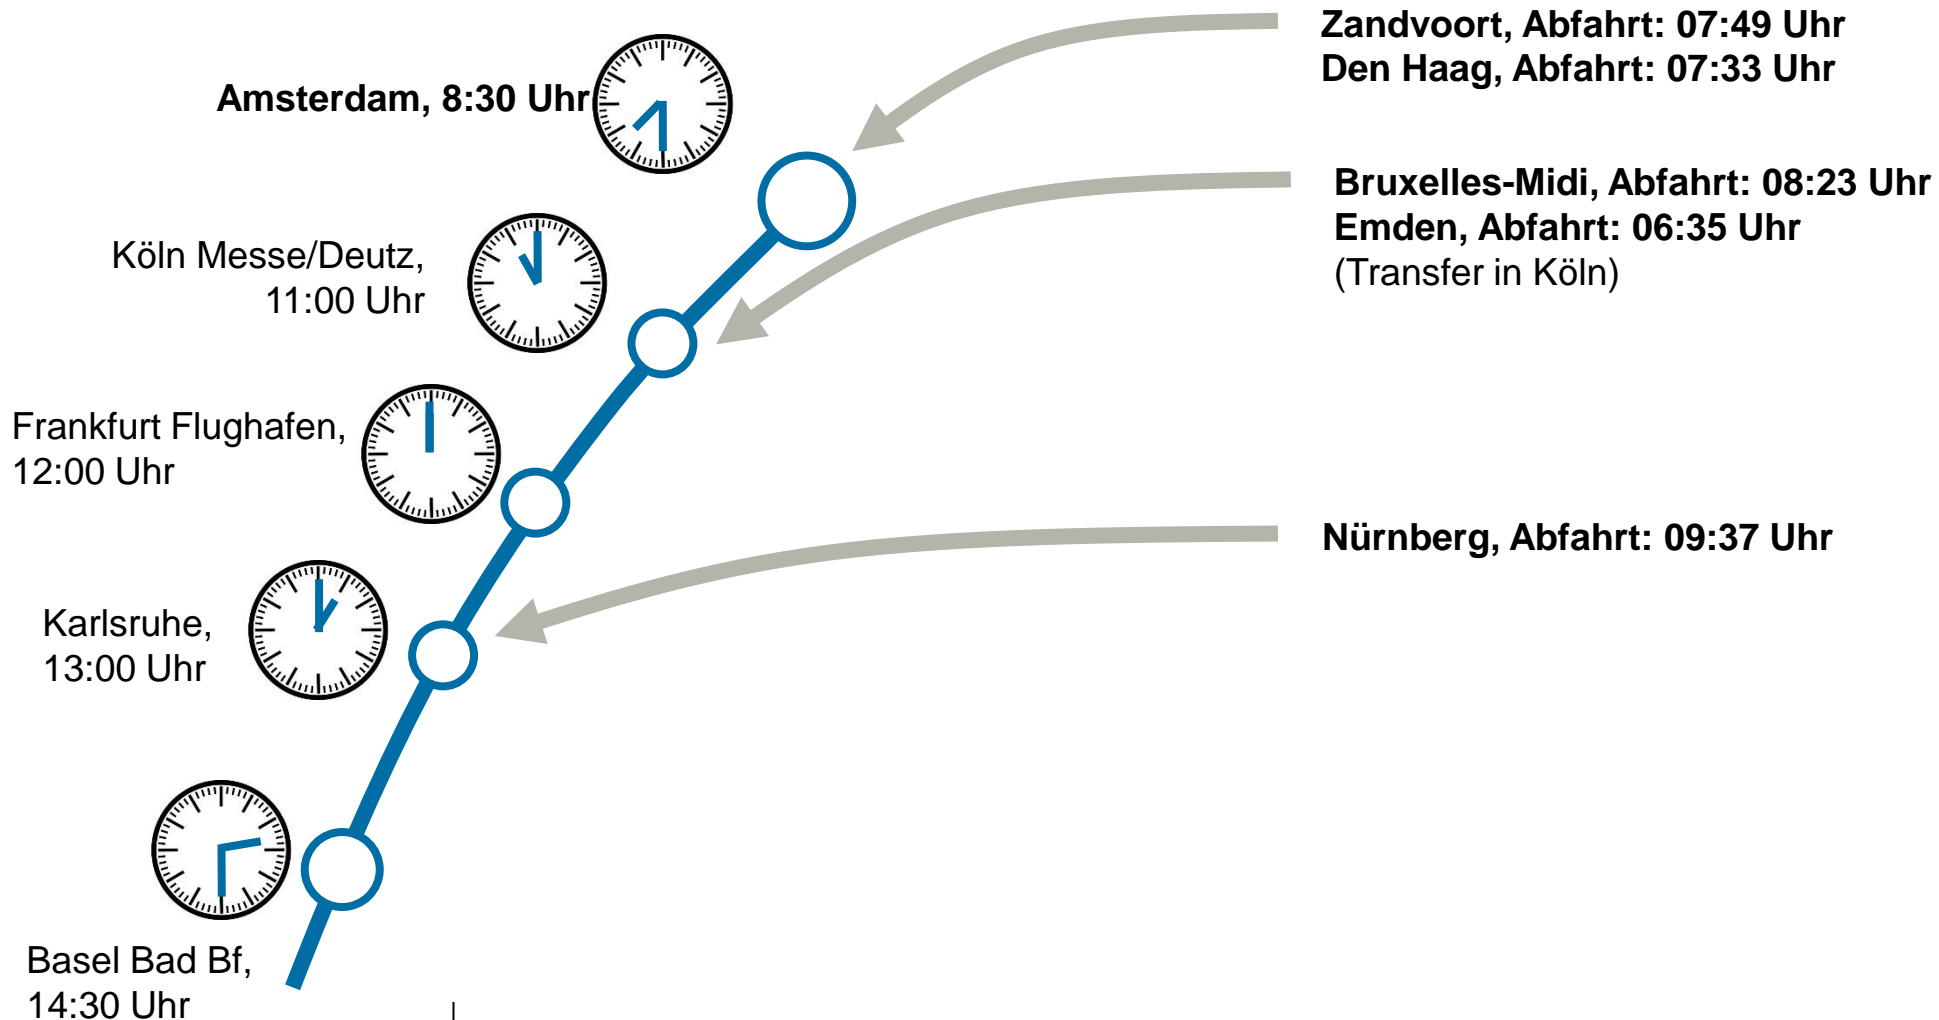 Zandvoort, Abfahrt: 07:49 Uhr
Den Haag, Abfahrt: 07:33 Uhr
Amsterdam, 8:30 Uhr
Bruxelles-Midi, Abfahrt: 08:23 Uhr
Emden, Abfahrt: 06:35 Uhr
(Transfer in Köln)
Köln Messe/Deutz,
11:00 Uhr
Frankfurt Flughafen,
12:00 Uhr
Nürnberg, Abfahrt: 09:37 Uhr
Karlsruhe,
13:00 Uhr
Basel Bad Bf,
14:30 Uhr